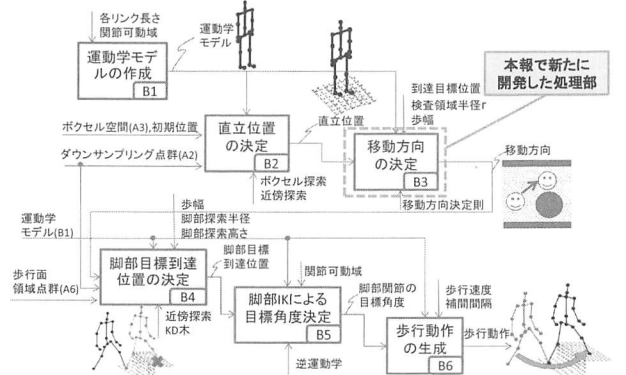 各リンク長さ
関節可動域
運動学モデ
ルの作成
B1
運動学
モデル
本報で新たに
開発した処理部
到達目標位置
検査領域半径r
歩幅
ボクセル空間(A3),初期位置
ダウンサンプリング点群(A2)
直立位置
の決定
B2
直立位置
ボクセル探索
近傍探索
移動方向
の決定
B3
移動方向
移動方向決定則
運動学
モデル(B1)
歩幅
脚部探索半径
脚部探索高さ
歩行面
領域点群(A6)
脚部目標到達
位置の決定
B4
脚部目標
到達位置
近傍探索
KD木
関節可動域
脚部IKによる
目標角度決定
B5
脚部関節の
目標角度
逆運動学
歩行速度
補間間隔
歩行動作
の生成
B6
歩行動作